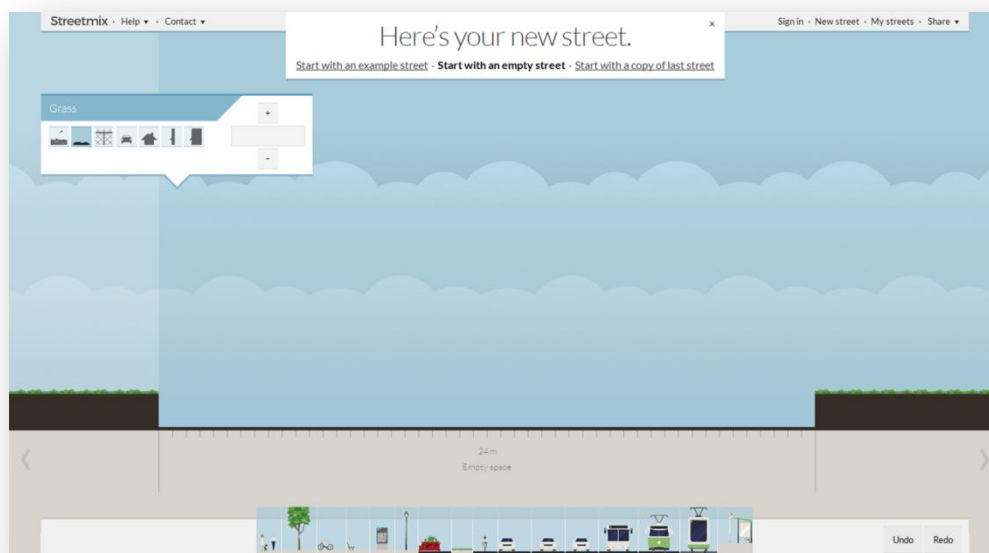 Streetmix · Help ▾ · Contact ▾
Here's your new street.
×
Sign in · New street · My streets · Share ▾
Start with an example street · Start with an empty street · Start with a copy of last street
Grass
+
-
24m
Empty space
Undo Redo